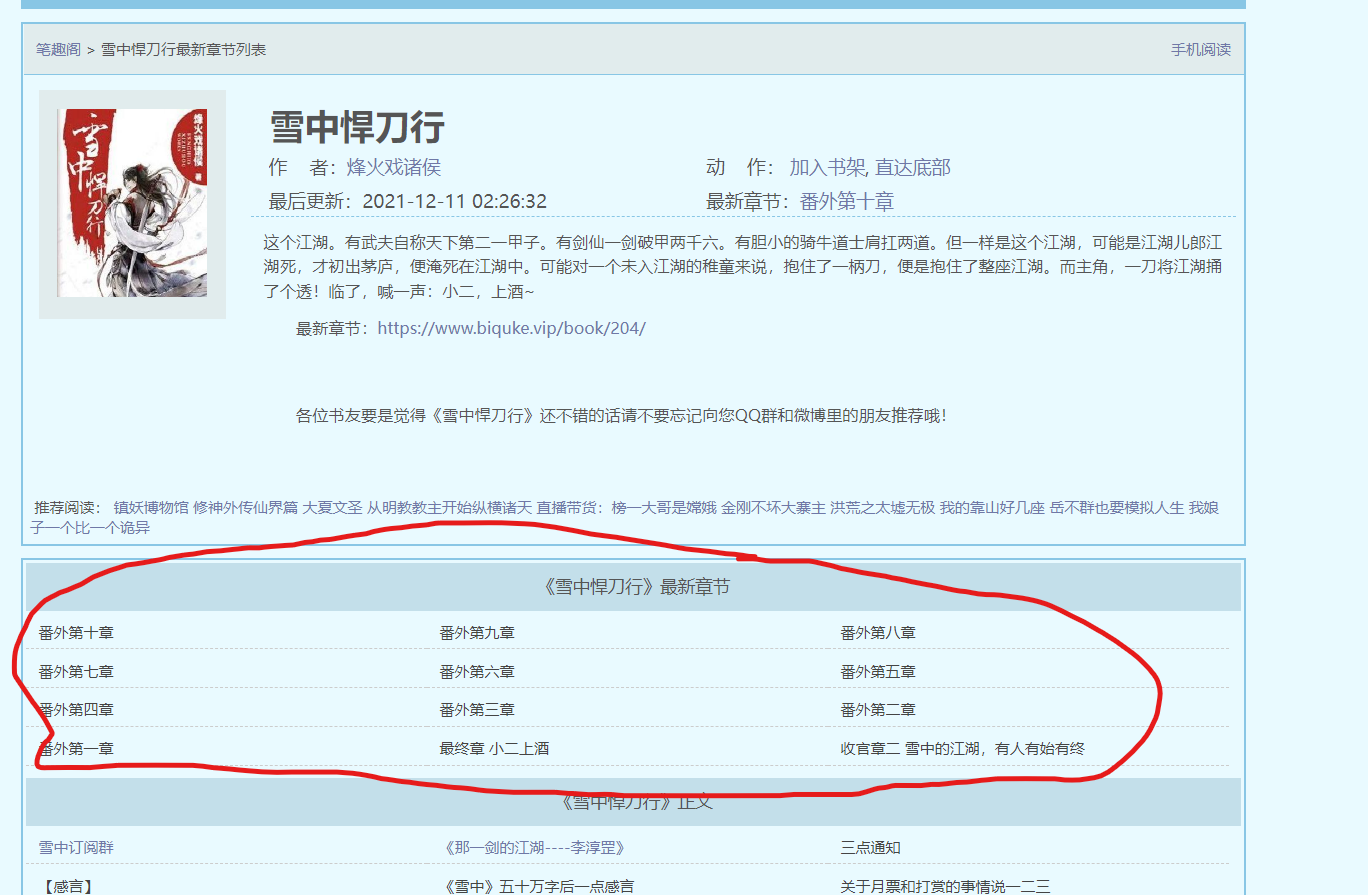 笔趣阁 > 雪中悍刀行最新章节列表
手机阅读
雪中悍刀行
烽火戏诸侯
著
雪中悍刀行
作 者：烽火戏诸侯
动 作： 加入书架, 直达底部
最后更新：2021-12-11 02:26:32
最新章节：番外第十章
这个江湖。有武夫自称天下第二一甲子。有剑仙一剑破甲两千六。有胆小的骑牛道士肩扛两道。但一样是这个江湖，可能是江湖儿郎江
湖死，才初出茅庐，便淹死在江湖中。可能对一个未入江湖的稚童来说，抱住了一柄刀，便是抱住了整座江湖。而主角，一刀将江湖捅
了个透！临了，喊一声：小二，上酒~
最新章节：https://www.biquke.vip/book/204/
各位书友要是觉得《雪中悍刀行》还不错的话请不要忘记向您QQ群和微博里的朋友推荐哦！
推荐阅读： 镇妖博物馆 修神外传仙界篇 大夏文圣 从明教教主开始纵横诸天 直播带货：榜一大哥是嫦娥 金刚不坏大寨主 洪荒之太墟无极 我的靠山好几座 岳不群也要模拟人生 我娘
子一个比一个诡异
《雪中悍刀行》最新章节
番外第十章
番外第九章
番外第八章
番外第七章
番外第六章
番外第五章
番外第四章
番外第三章
番外第二章
番外第一章
最终章 小二上酒
收官章二 雪中的江湖，有人有始有终
《雪中悍刀行》正文
雪中订阅群
《那一剑的江湖----李淳罡》
三点通知
【感言】
《雪中》五十万字后一点感言
关于月票和打赏的事情说一二三